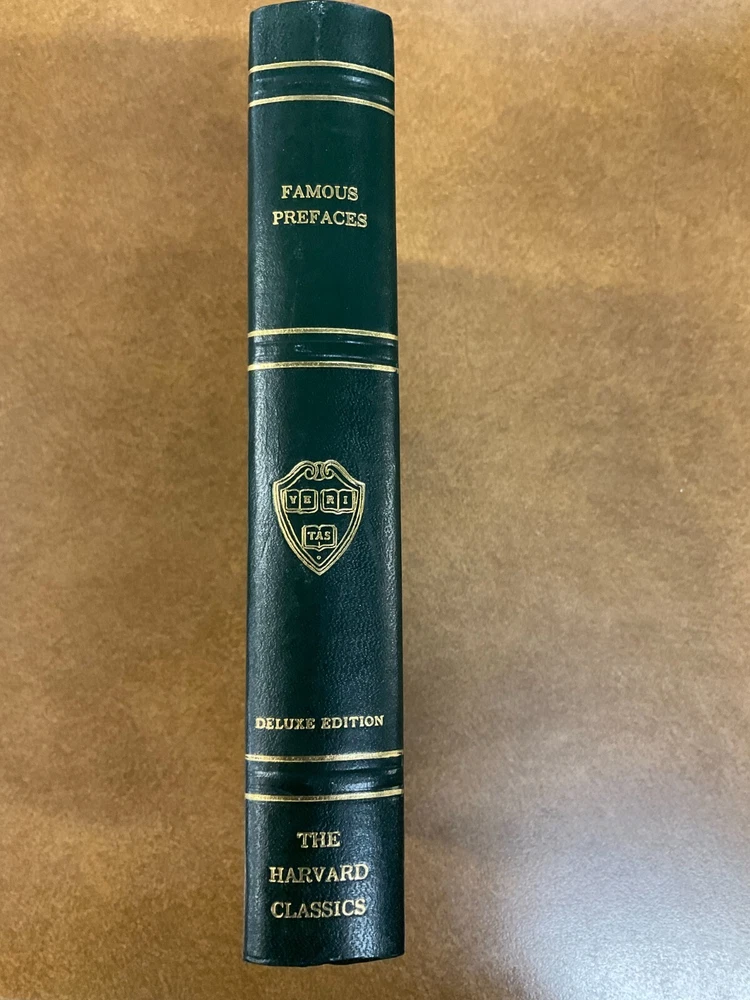 FAMOUS
PREFACES
VE RI
TAS
DELUXE EDITION
THE
HARVARD
CLASSICS